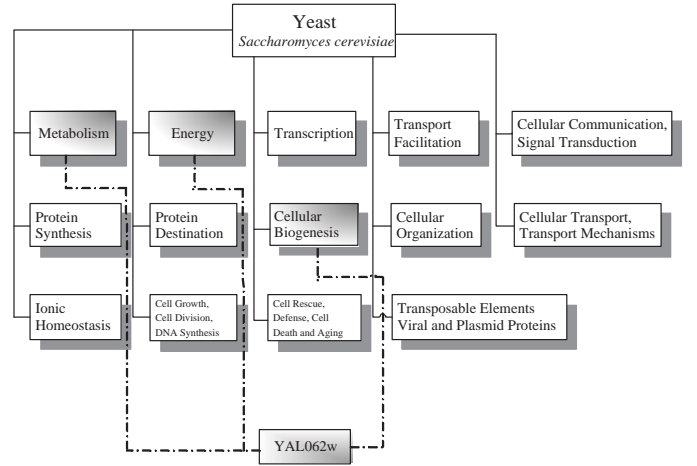 Yeast
Saccharomyces cerevisiae
Metabolism
Energy
Transcription
Transport
Facilitation
Cellular Communication,
Signal Transduction
Protein
Synthesis
Protein
Destination
Cellular
Biogenesis
Cellular
Organization
Cellular Transport,
Transport Mechanisms
Ionic
Homeostasis
Cell Growth,
Cell Division,
DNA Synthesis
Cell Rescue,
Defense, Cell
Death and Aging
Transposable Elements
Viral and Plasmid Proteins
YAL062w